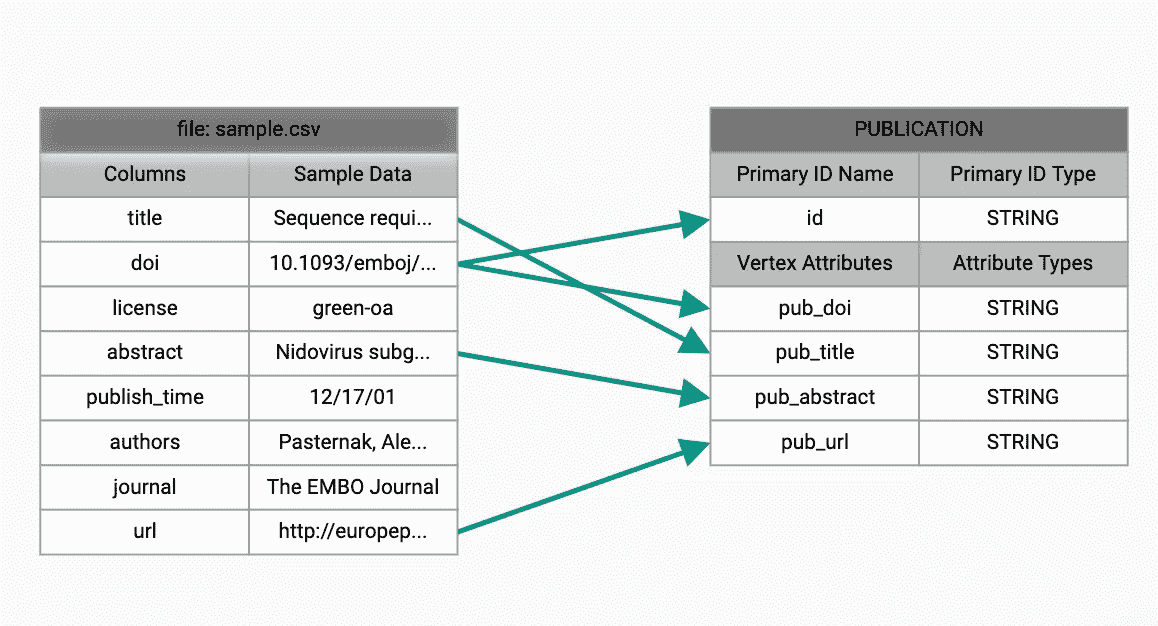 file: sample.csv
Columns Sample Data
title Sequence requi...
doi 10.1093/emboj/...
license green-oa
abstract Nidovirus subg...
publish_time 12/17/01
authors Pasternak, Ale...
journal The EMBO Journal
url http://europep...
PUBLICATION
Primary ID Name Primary ID Type
id STRING
Vertex Attributes Attribute Types
pub_doi STRING
pub_title STRING
pub_abstract STRING
pub_url STRING